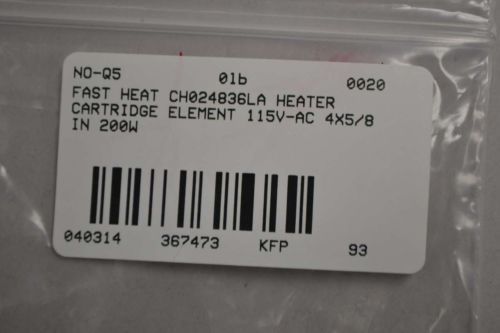 NO-Q5 01b 0020
FAST HEAT CH024836LA HEATER
CARTRIDGE ELEMENT 115V-AC 4X5/8
IN 200W
040314 367473 KFP 93